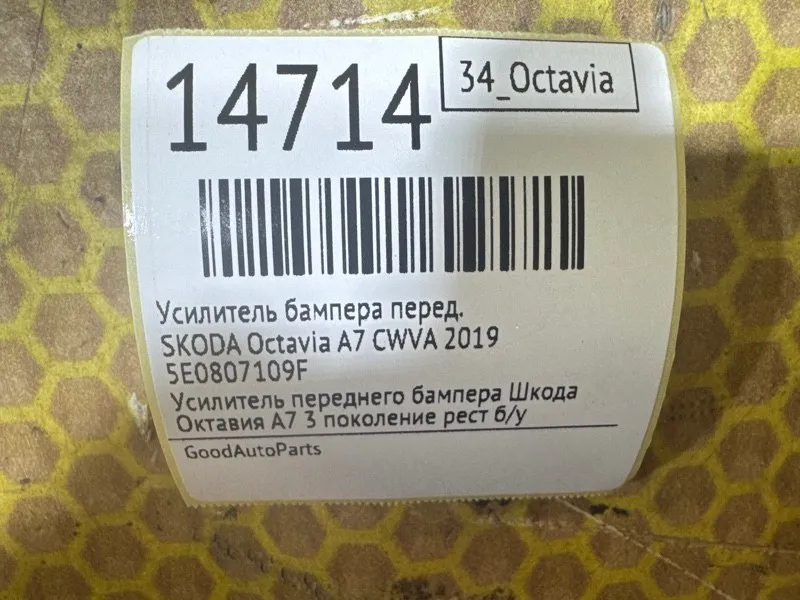 14714
34_Octavia
Усилитель бампера перед.
SKODA Octavia A7 CWVA 2019
5E0807109F
Усилитель переднего бампера Шкода
Октавия А7 3 поколение рест б/у
GoodAutoParts